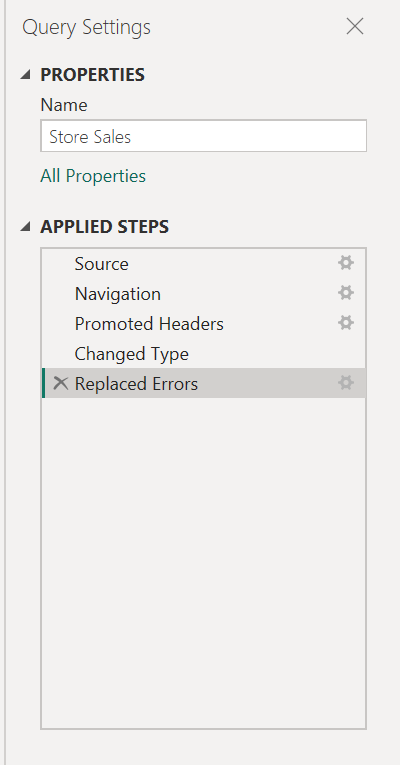 Query Settings
PROPERTIES
Name
Store Sales
All Properties
APPLIED STEPS
Source
Navigation
Promoted Headers
Changed Type
Replaced Errors